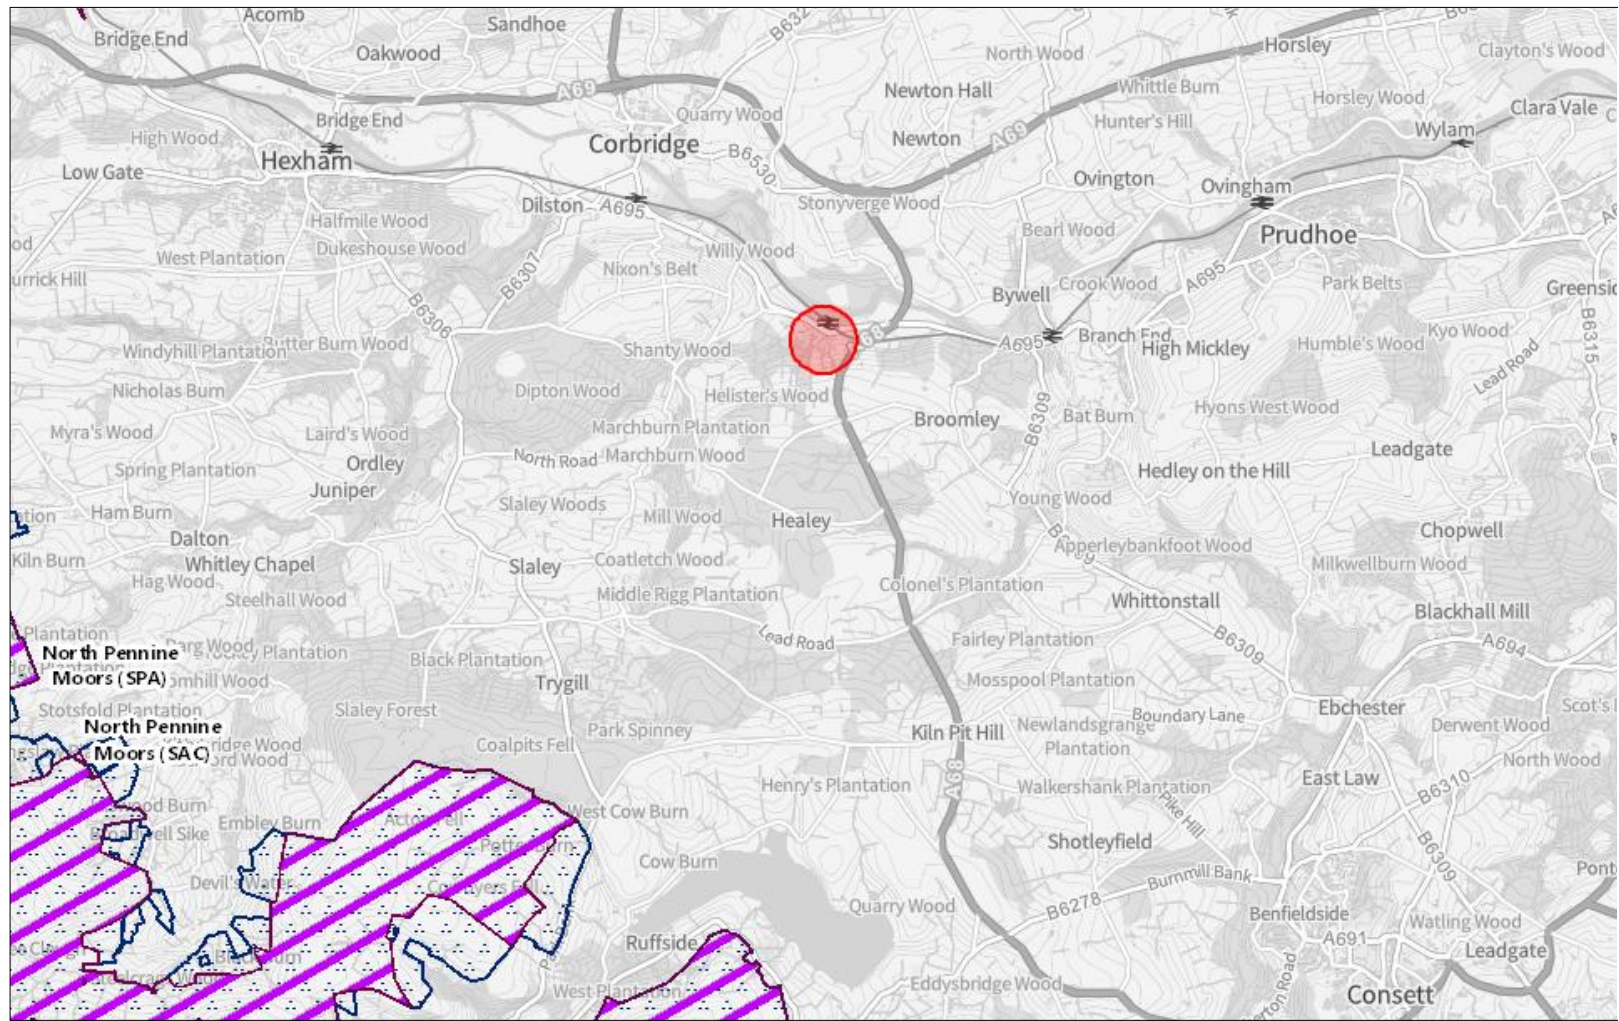 Acomb
Sandhoe
B632
Bridge End
Oakwood
North Wood
Horsley
Clayton's Wood
A69
Newton Hall
Whittle Burn
Horsley Wood
Clara Vale
Bridge End
Quarry Wood
Hunter's Hill
High Wood
Corbridge
Newton
A69
Wylam
Hexham
B6530
Low Gate
Ovington
Ovingham
Dilston
A695
Stonyverge Wood
Halfmile Wood
Bearl Wood
Prudhoe
Dukeshouse Wood
Willy Wood
West Plantation
Nixon's Belt
B6307
A695
Crook Wood
Park Belts
Bywell
B6306
B6315
Branch End
Kyo Wood
Windyhill Plantation
Shanty Wood
A695
High Mickley
Humble's Wood
Lead Road
Nicholas Burn
Dipton Wood
Helister's Wood
B6309
Bat Burn
Hyons West Wood
Myra's Wood
Laird's Wood
Marchburn Plantation
Broomley
Leadgate
Spring Plantation
Ordley
North Road
Marchburn Wood
Hedley on the Hill
Juniper
Slaley Woods
Young Wood
Ham Burn
Mill Wood
Healey
Chopwell
Dalton
Kiln Burn
Whitley Chapel
Slaley
Coatletch Wood
Apperleybankfoot Wood
Milkwellburn Wood
Hag Wood
Steelhall Wood
Middle Rigg Plantation
Colonel's Plantation
Whittonstall
Blackhall Mill
Plantation
Lead Road
Fairley Plantation
B6309
A694
North Pennine
Moors (SPA)
Black Plantation
Trygill
Mosspool Plantation
Stotsfold Plantation
Slaley Forest
Boundary Lane
Ebchester
North Pennine
Moors (SAC)
Coalpits Fell
Park Spinney
Kiln Pit Hill
Newlandsgrange
Plantation
Derwent Wood
North Wood
East Law
A68
Henry's Plantation
Walkershank Plantation
B6310
Pike Hill
Embley Burn
West Cow Burn
Shotleyfield
Cow Burn
B6309
Devil's Water
Burnmill Bank
Quarry Wood
B6278
Benfieldside
Watling Wood
Ruffside
A691
Leadgate
West Plantation
Eddysbridge Wood
Consett